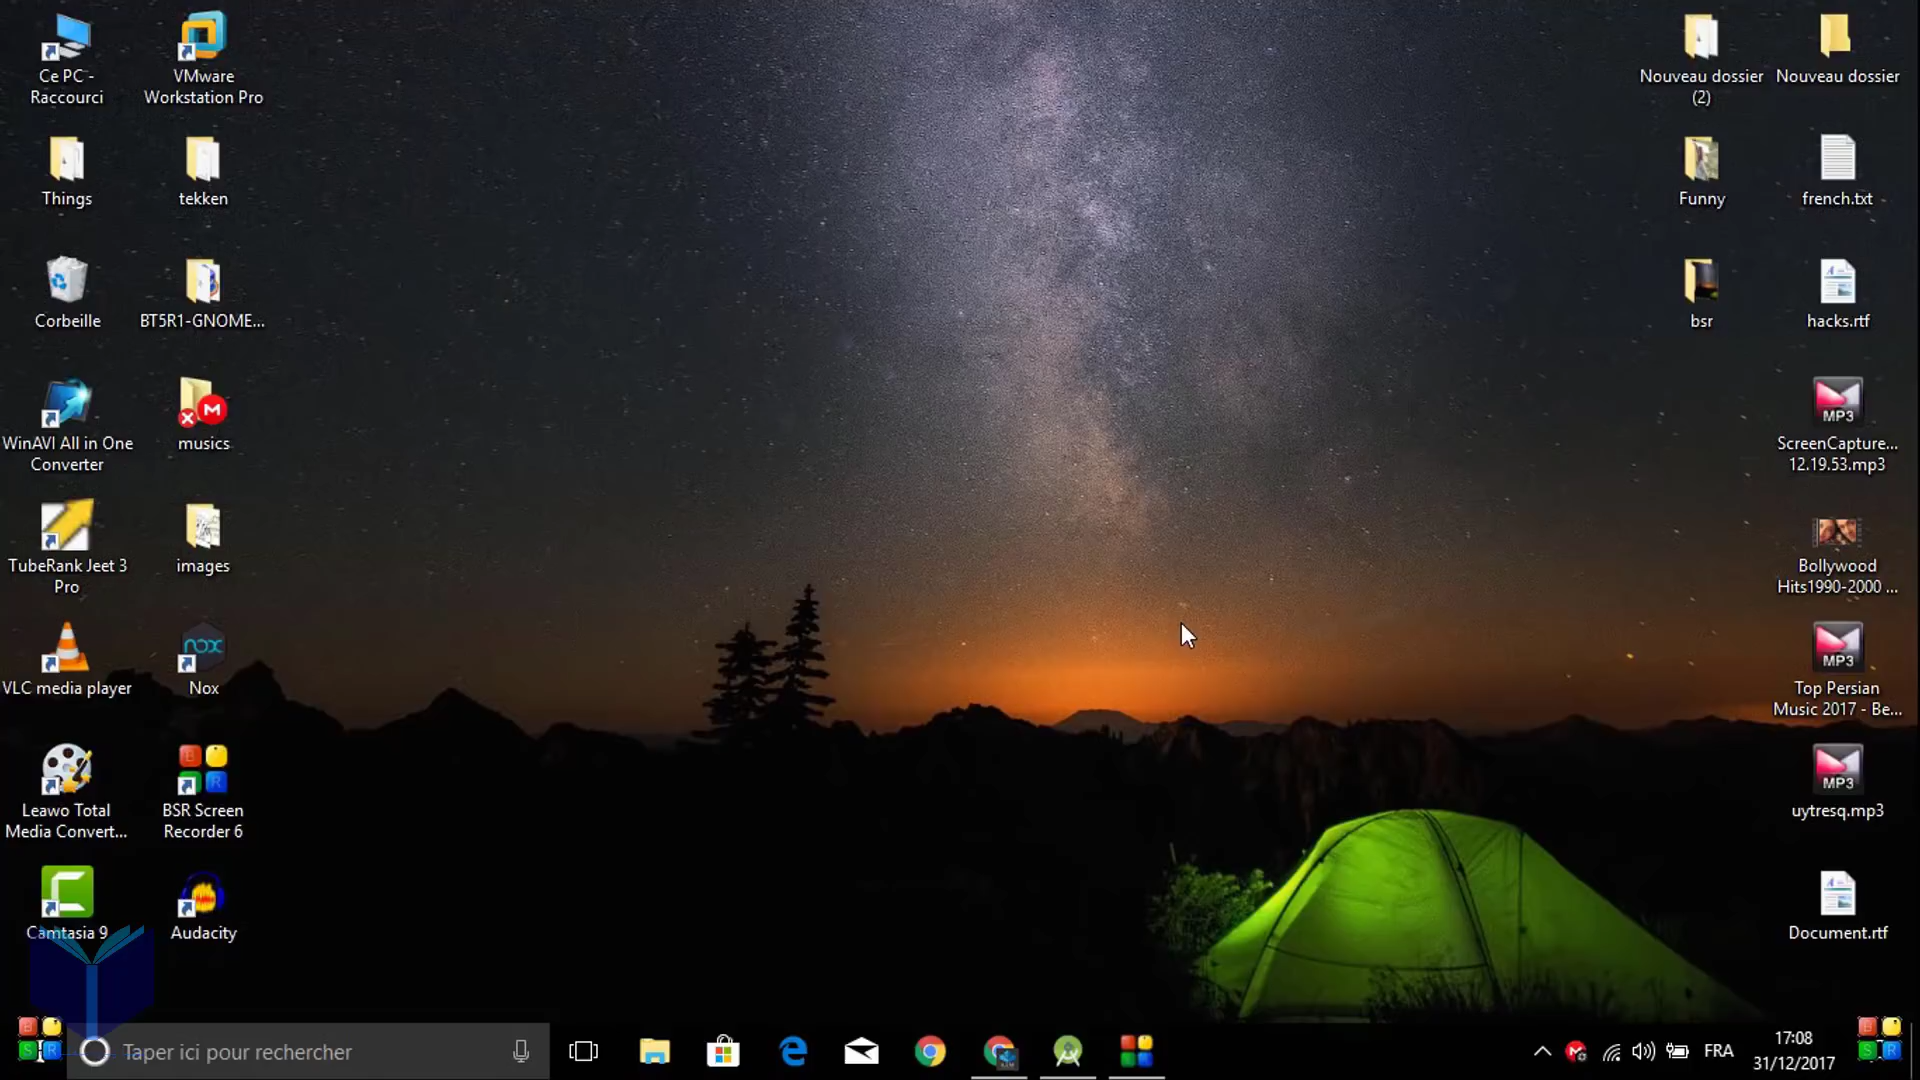 Ce PC -
Raccourci
VMware
Workstation Pro
Things
tekken
Corbeille
BT5R1-GNOME...
WinAVI All in One
Converter
musics
TubeRank Jeet 3
Pro
images
VLC media player
nox
Nox
Leawo Total
Media Convert...
BSR Screen
Recorder 6
Camtasia 9
Audacity
Nouveau dossier
(2)
Nouveau dossier
Funny
french.txt
bsr
hacks.rtf
MP3
ScreenCapture...
12.19.53.mp3
Bollywood
Hits1990-2000 ...
MP3
Top Persian
Music 2017 - Be...
MP3
uytresq.mp3
Document.rtf
Taper ici pour rechercher
FRA
17:08
31/12/2017